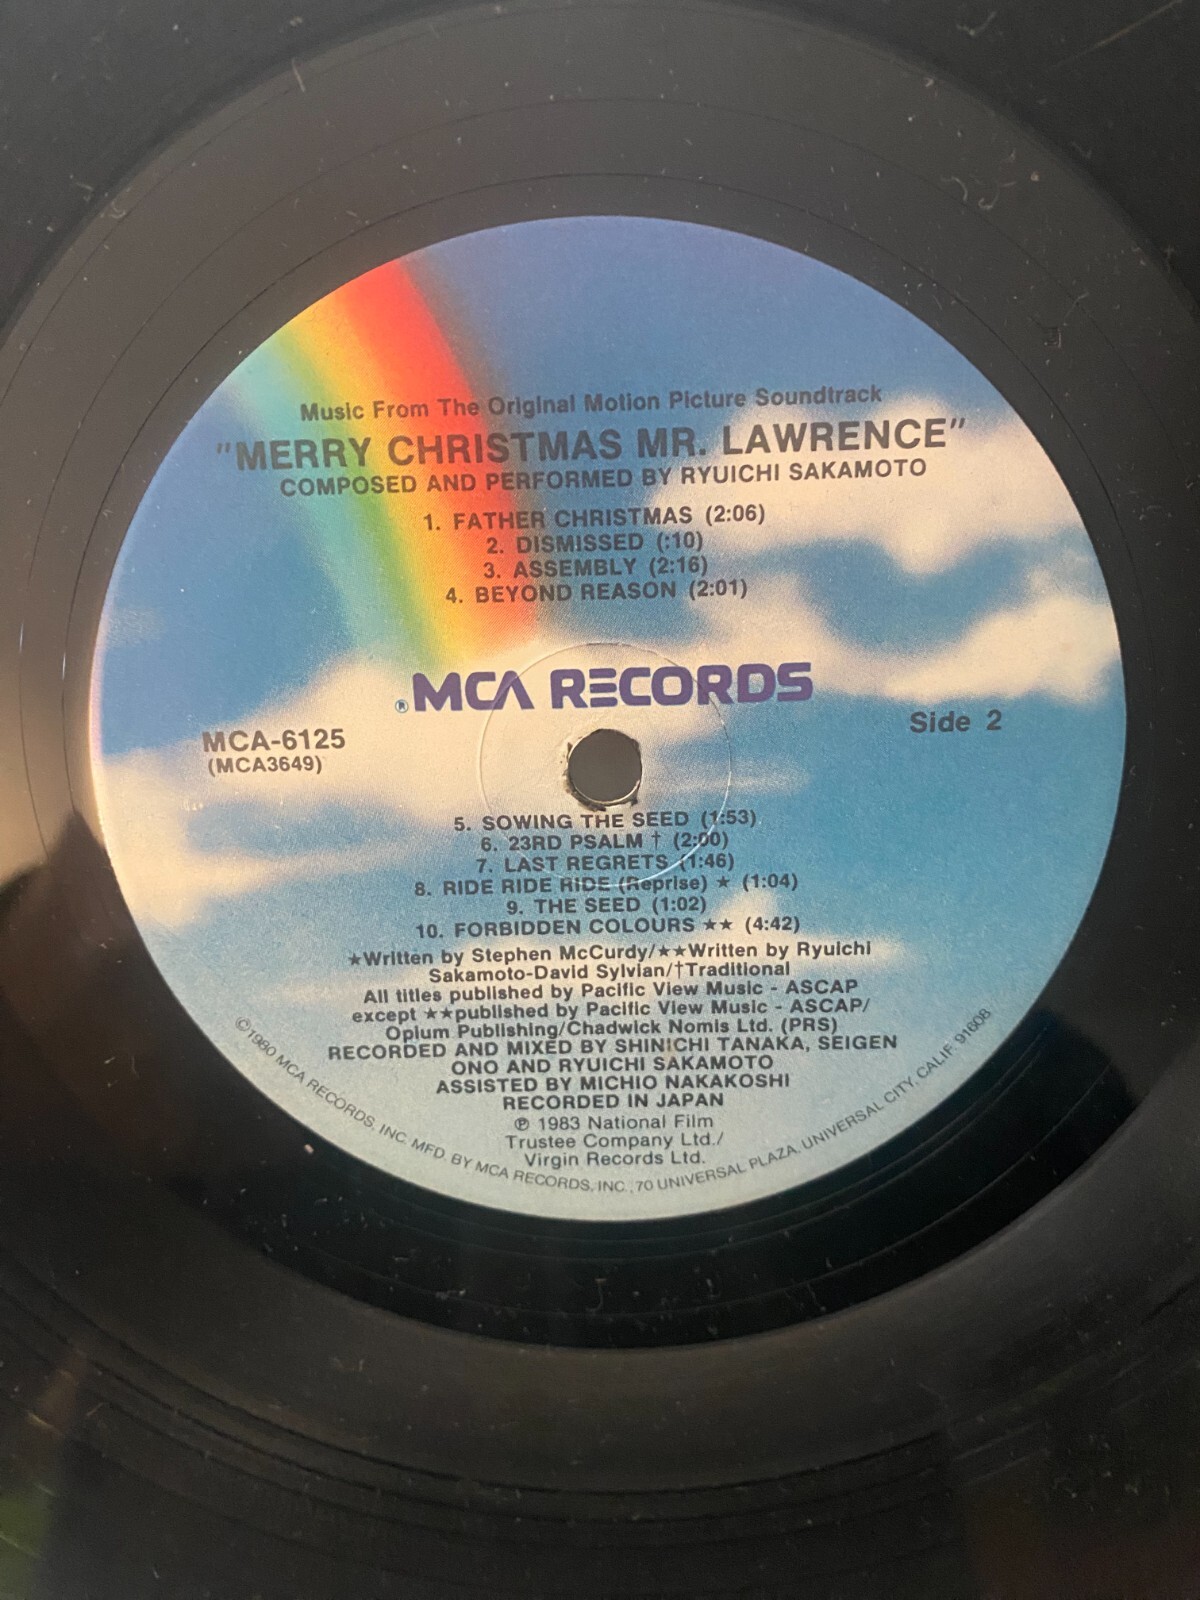 Music From The Original Motion Picture Soundtrack
"MERRY CHRISTMAS MR. LAWRENCE"
COMPOSED AND PERFORMED BY RYUICHI SAKAMOTO
1. FATHER CHRISTMAS (2:06)
2. DISMISSED (:10)
3. ASSEMBLY (2:16)
4. BEYOND REASON (2:01)
®MCA RECORDS
MCA-6125
(MCA3649)
Side 2
5. SOWING THE SEED (1:53)
6. 23RD PSALM † (2:00)
7. LAST REGRETS (1:46)
8. RIDE RIDE RIDE (Reprise) ★ (1:04)
9. THE SEED (1:02)
10. FORBIDDEN COLOURS ★★ (4:42)
★Written by Stephen McCurdy/★★Written by Ryuichi
Sakamoto-David Sylvian/†Traditional
All titles published by Pacific View Music - ASCAP
except ★★published by Pacific View Music - ASCAP/
Opium Publishing/Chadwick Nomis Ltd. (PRS)
RECORDED AND MIXED BY SHINICHI TANAKA, SEIGEN
ONO AND RYUICHI SAKAMOTO
ASSISTED BY MICHIO NAKAKOSHI
RECORDED IN JAPAN
℗ 1983 National Film
Trustee Company Ltd./
Virgin Records Ltd.
©1980 MCA RECORDS, INC. MFD. BY MCA RECORDS, INC., 70 UNIVERSAL PLAZA, UNIVERSAL CITY, CALIF. 91608